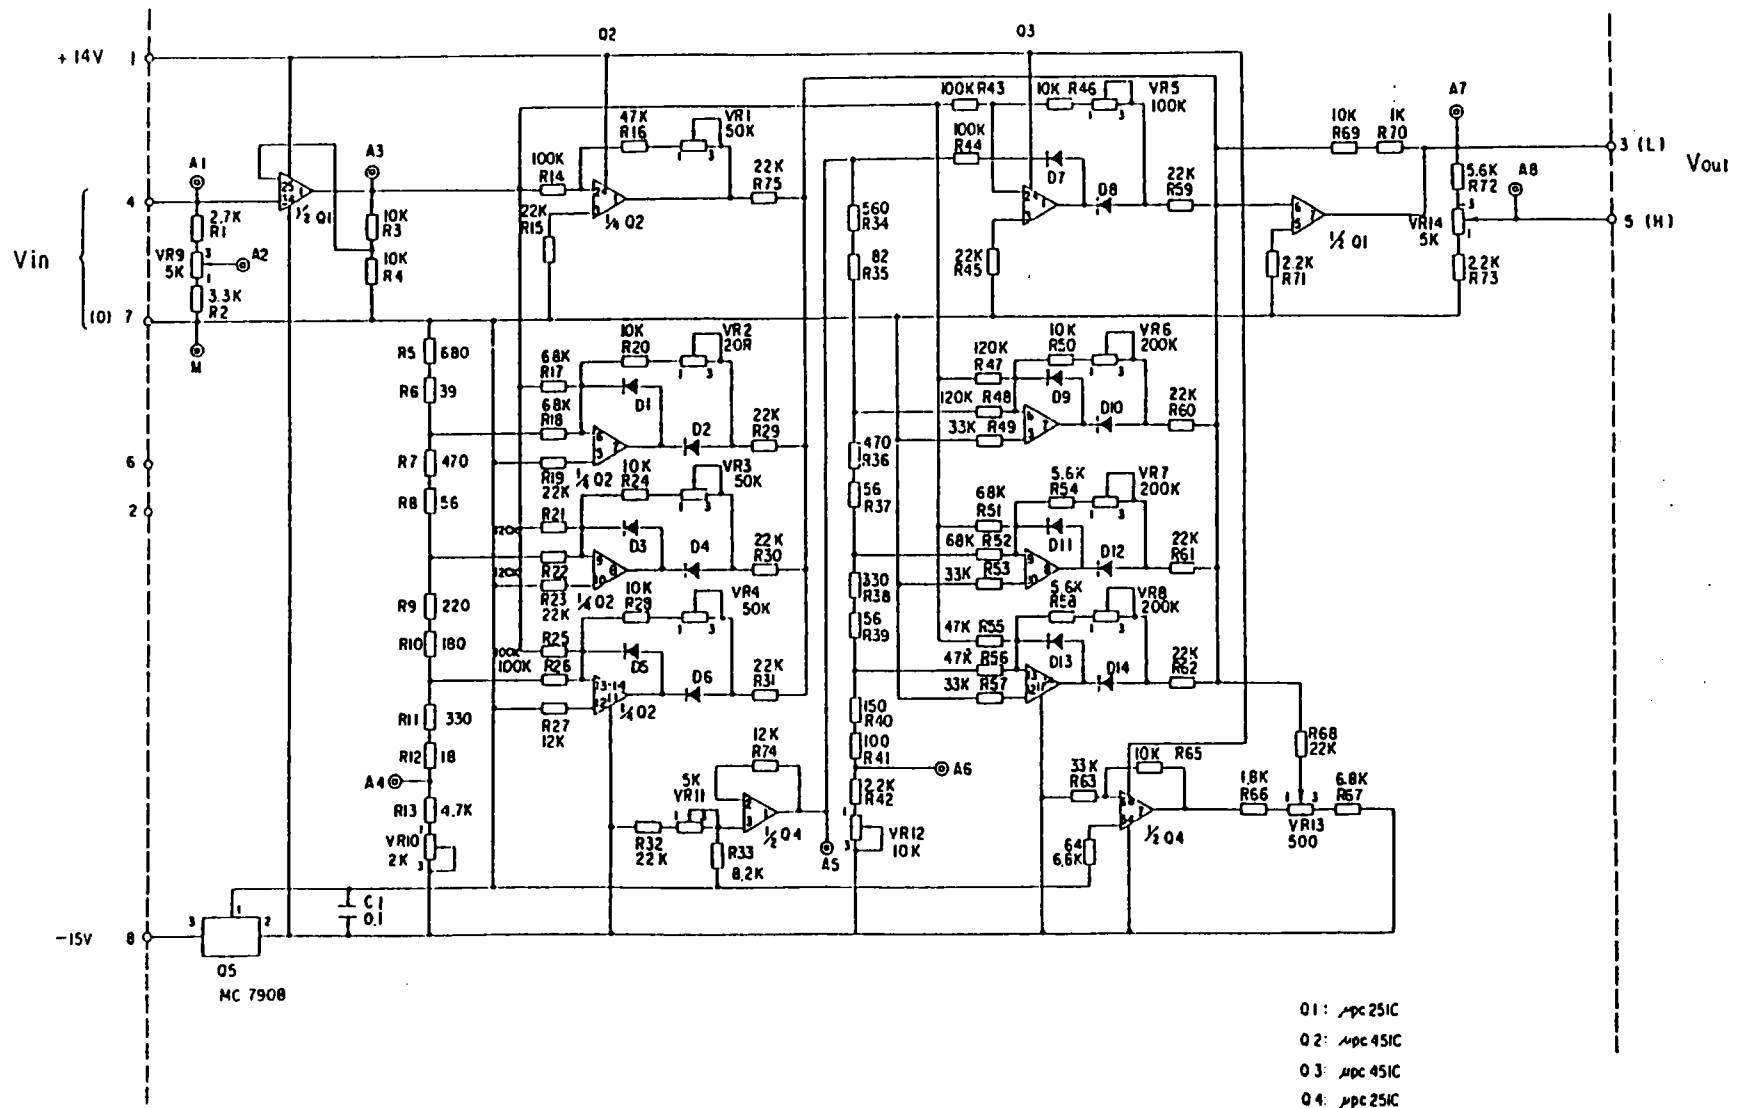 Q2
Q3
+14V
1
100K R43
10K R46
VR5
100K
A7
47K
R16
VR1
50K
10K
R69
1K
R70
100K
R44
3 (L)
Vout
A1
A3
100K
R14
22K
R75
D7
A8
5.6K
R72
4
1/2 Q1
2.7K
R1
10K
R3
22K
R15
1/4 Q2
560
R34
D8
22K
R59
VR14
5K
5 (H)
1/2 Q1
Vin
VR9
5K
A2
10K
R4
82
R35
22K
R45
2.2K
R71
2.2K
R73
3.3K
R2
(0) 7
M
R5
680
10K
R20
VR2
20R
10K
R50
VR6
200K
68K
R17
120K
R47
R6
39
D1
D9
68K
R18
D2
22K
R29
120K R48
D10
22K
R60
33K R49
R7
470
R19
22K
1/4 Q2
10K
R24
VR3
50K
470
R36
6
5.6K
R54
VR7
200K
R8
56
R21
120K
56
R37
68K
R51
2
D3
D4
22K
R30
D11
D12
22K
R61
68K R52
R22
120K
33K R53
R23
22K
1/4 Q2
10K
R28
VR4
50K
330
R38
5.6K
R58
VR8
200K
R9
220
56
R39
R10
180
R25
100K
100K
R26
D5
D6
22K
R31
47K R55
47K R56
D13
D14
22K
R62
33K R57
1/4 Q2
R11
330
R27
12K
150
R40
R12
18
12K
R74
100
R41
10K R65
R68
22K
A4
A6
33K
R63
5K
VR11
2.2K
R42
1.8K
R66
6.8K
R67
R13
4.7K
1/2 Q4
VR12
10K
1/2 Q4
VR13
500
VR10
2K
R32
22K
R33
8.2K
A5
64
6.6K
C1
0.1
-15V
8
3
1
2
Q5
MC 7908
Q1: μpc 251C
Q2: μpc 451C
Q3: μpc 451C
Q4: μpc 251C